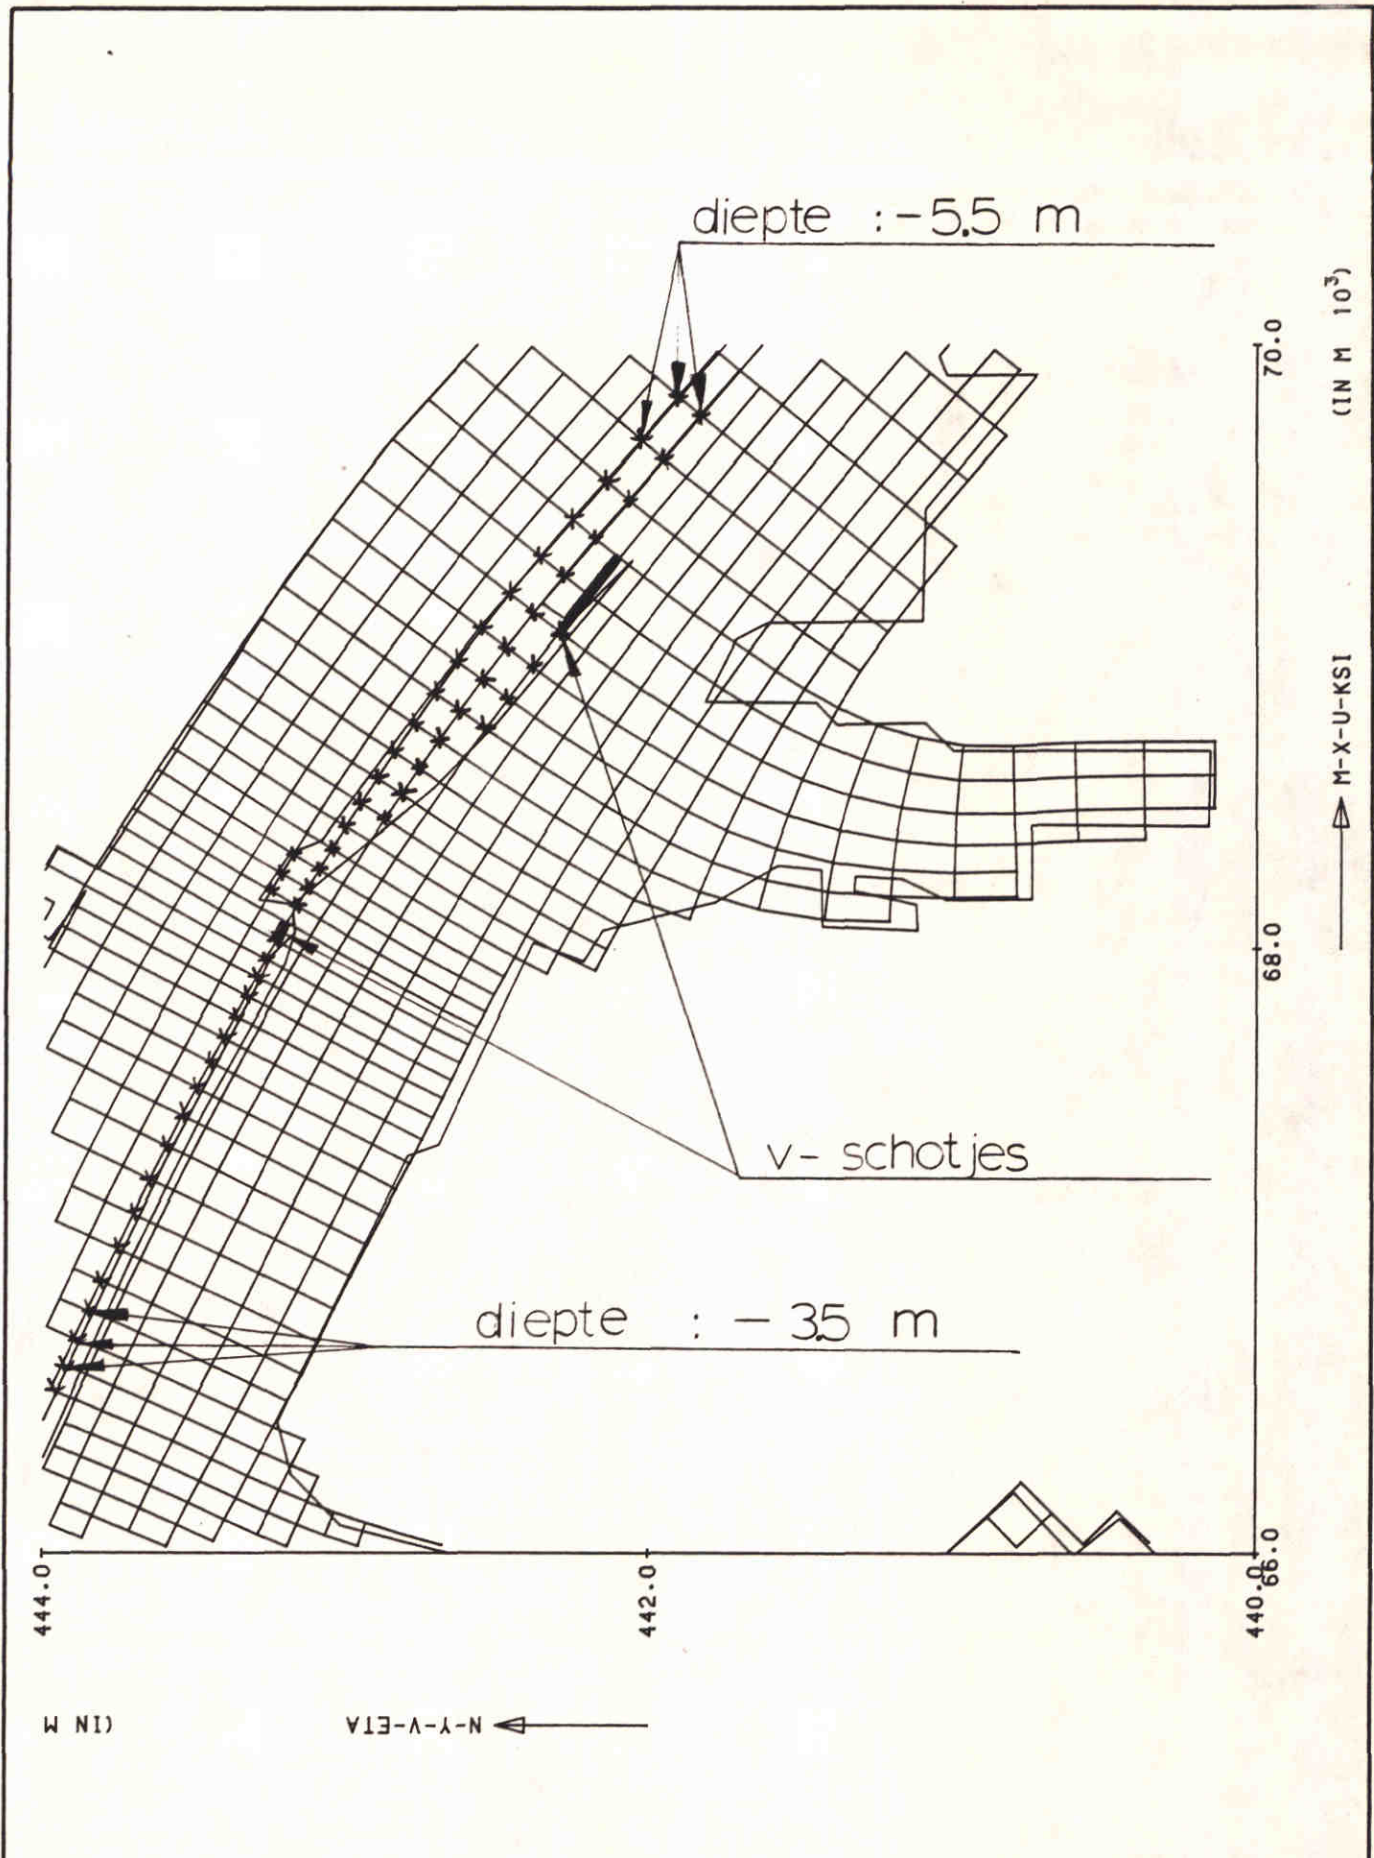 diepte : -5.5 m
(IN M 10³)
70.0
M-X-U-KSI
68.0
v- schotjes
diepte : - 3.5 m
66.0
444.0
442.0
440.0
N-Y-V-ETA
(IN M